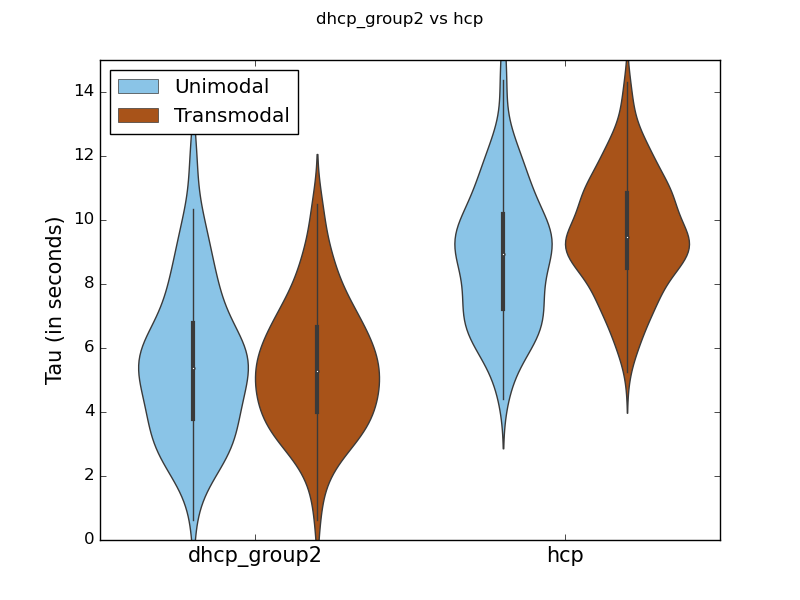 dhcp_group2 vs hcp
Unimodal
Transmodal
14
12
10
8
6
4
2
0
Tau (in seconds)
dhcp_group2
hcp